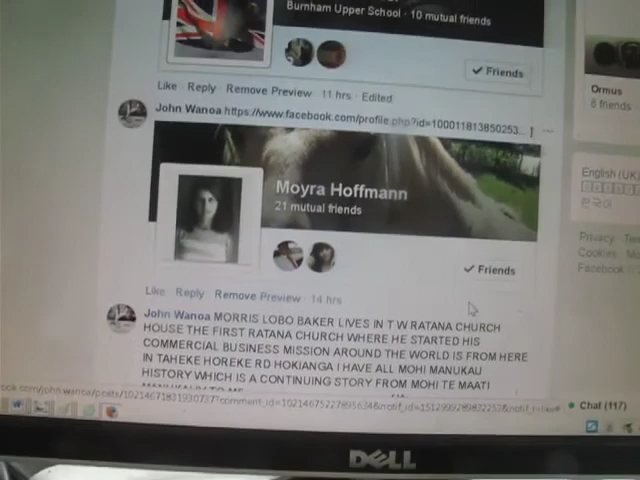 Burnham Upper School · 10 mutual friends
✓ Friends
Like · Reply · Remove Preview · 11 hrs · Edited
John Wanoa https://www.facebook.com/profile.php?id=100011813850253...
Moyra Hoffmann
21 mutual friends
✓ Friends
Like Reply Remove Preview 14 hrs
John Wanoa MORRIS LOBO BAKER LIVES IN T W RATANA CHURCH
HOUSE THE FIRST RATANA CHURCH WHERE HE STARTED HIS
COMMERCIAL BUSINESS MISSION AROUND THE WORLD IS FROM HERE
IN TAHEKE HOREKE RD HOKIANGA I HAVE ALL MOHI MANUKAU
HISTORY WHICH IS A CONTINUING STORY FROM MOHI TE MAATI
Ormus
8 friends
English (UK)
한국어
Privacy
Cookies
Facebook
Chat (117)
DELL